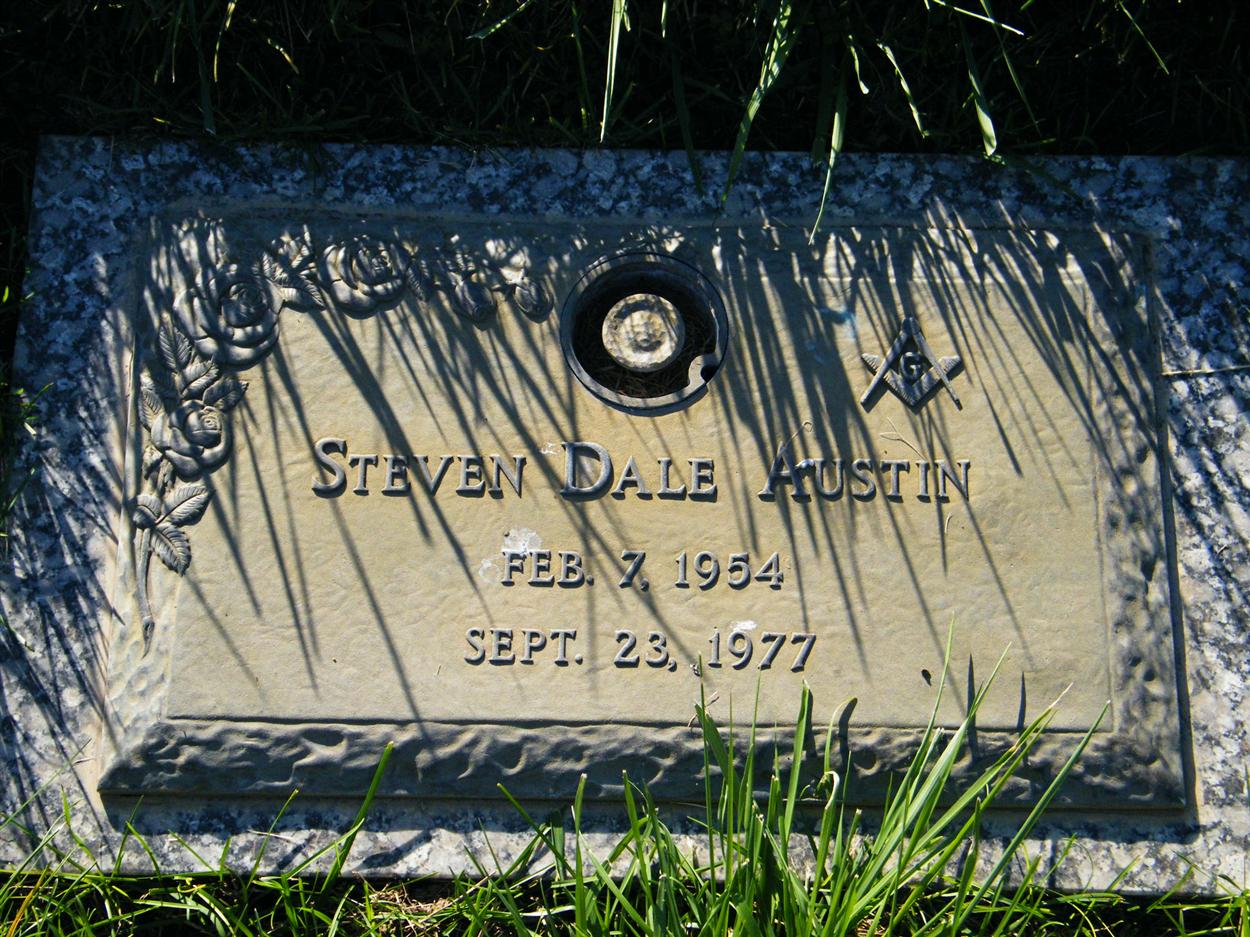 G
STEVEN DALE AUSTIN
FEB. 7, 1954
SEPT. 23, 1977